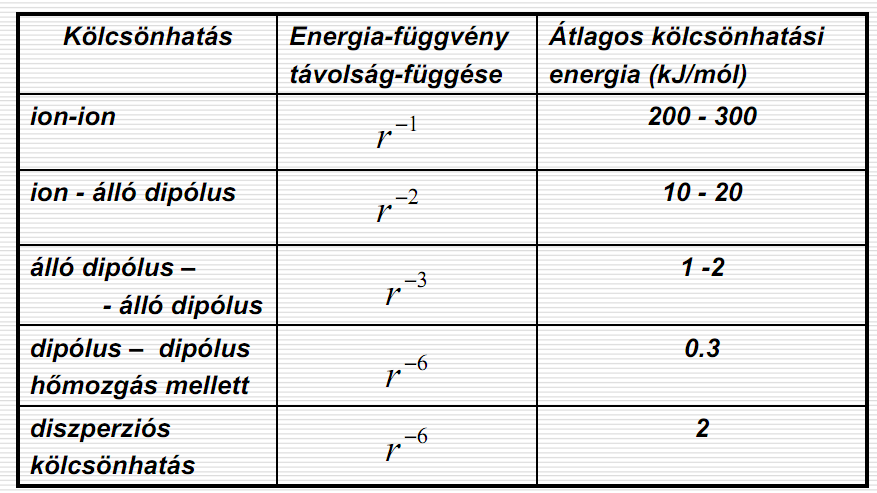 Kölcsönhatás
Energia-függvény
távolság-függése
Átlagos kölcsönhatási
energia (kJ/mól)
ion-ion
r⁻¹
200 - 300
ion - álló dipólus
r⁻²
10 - 20
álló dipólus –
- álló dipólus
r⁻³
1 -2
dipólus – dipólus
hőmozgás mellett
r⁻⁶
0.3
diszperziós
kölcsönhatás
r⁻⁶
2